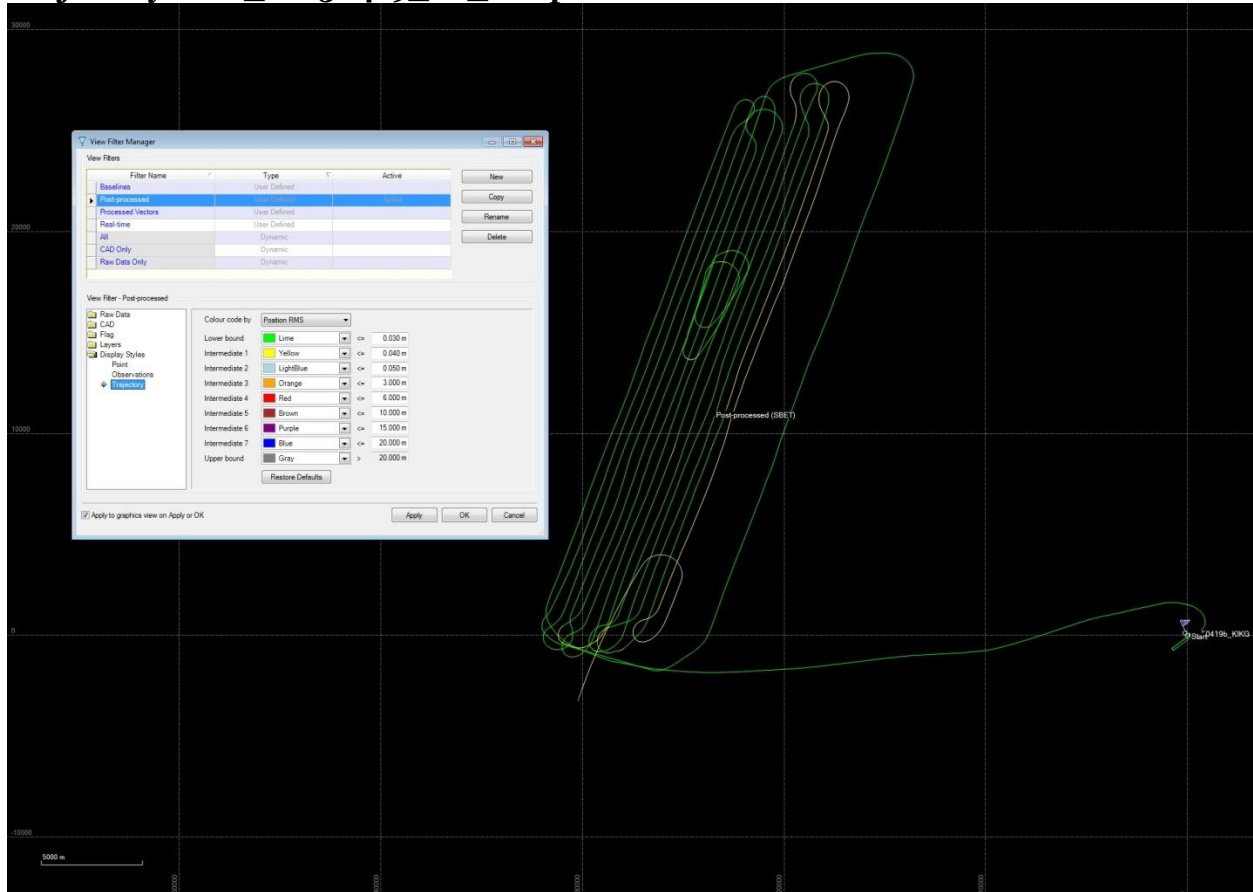 30000
20000
10000
0
-10000
View Filter Manager
View Filters
Filter Name Type Active
Baselines User Defined
Post-processed User Defined Active
Processed Vectors User Defined
Real-time User Defined
All Dynamic
CAD Only Dynamic
Raw Data Only Dynamic
New
Copy
Rename
Delete
View Filter - Post-processed
Raw Data
CAD
Flag
Layers
Display Styles
Point
Observations
Trajectory
Colour code by Position RMS
Lower bound Lime <= 0.030 m
Intermediate 1 Yellow <= 0.040 m
Intermediate 2 LightBlue <= 0.050 m
Intermediate 3 Orange <= 3.000 m
Intermediate 4 Red <= 6.000 m
Intermediate 5 Brown <= 10.000 m
Intermediate 6 Purple <= 15.000 m
Intermediate 7 Blue <= 20.000 m
Upper bound Gray > 20.000 m
Restore Defaults
Apply to graphics view on Apply or OK
Apply OK Cancel
Post-processed (SBET)
Start 0419b_KIKG
5000 m